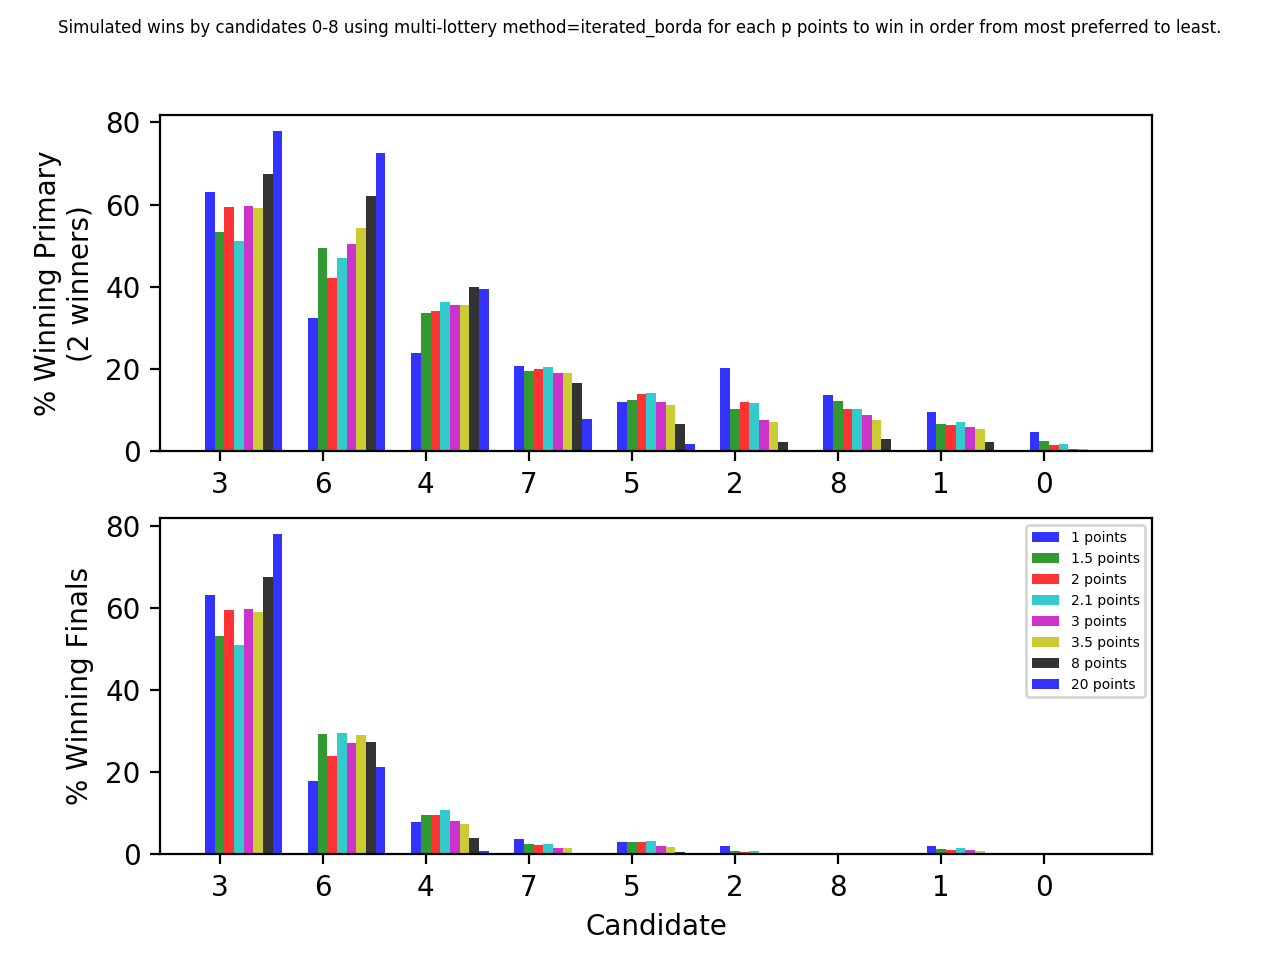 Simulated wins by candidates 0-8 using multi-lottery method=iterated_borda for each p points to win in order from most preferred to least.
% Winning Primary
(2 winners)
80
60
40
20
0
3 6 4 7 5 2 8 1 0
% Winning Finals
80
60
40
20
0
1 points
1.5 points
2 points
2.1 points
3 points
3.5 points
8 points
20 points
3 6 4 7 5 2 8 1 0
Candidate